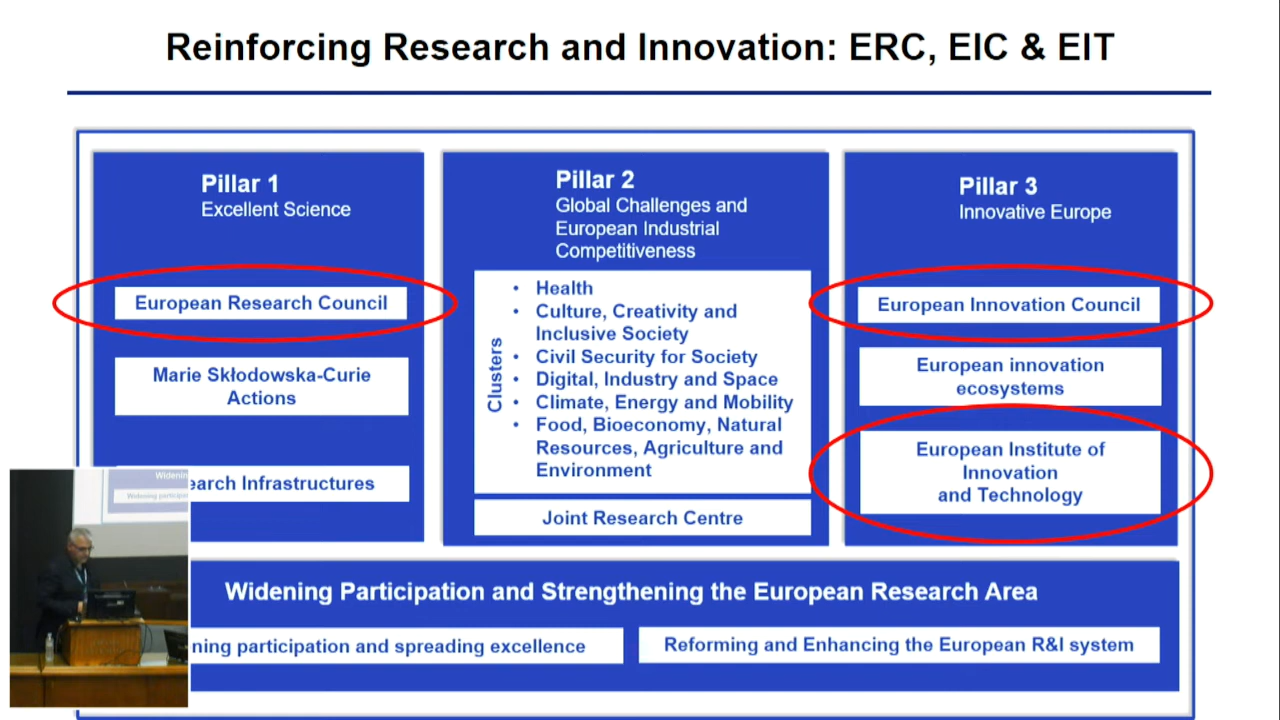 Reinforcing Research and Innovation: ERC, EIC & EIT
Pillar 1
Excellent Science
European Research Council
Marie Skłodowska-Curie
Actions
earch Infrastructures
Pillar 2
Global Challenges and
European Industrial
Competitiveness
Clusters
• Health
• Culture, Creativity and
Inclusive Society
• Civil Security for Society
• Digital, Industry and Space
• Climate, Energy and Mobility
• Food, Bioeconomy, Natural
Resources, Agriculture and
Environment
Joint Research Centre
Pillar 3
Innovative Europe
European Innovation Council
European innovation
ecosystems
European Institute of
Innovation
and Technology
Widening Participation and Strengthening the European Research Area
ning participation and spreading excellence
Reforming and Enhancing the European R&I system
Widenin
Widening participa